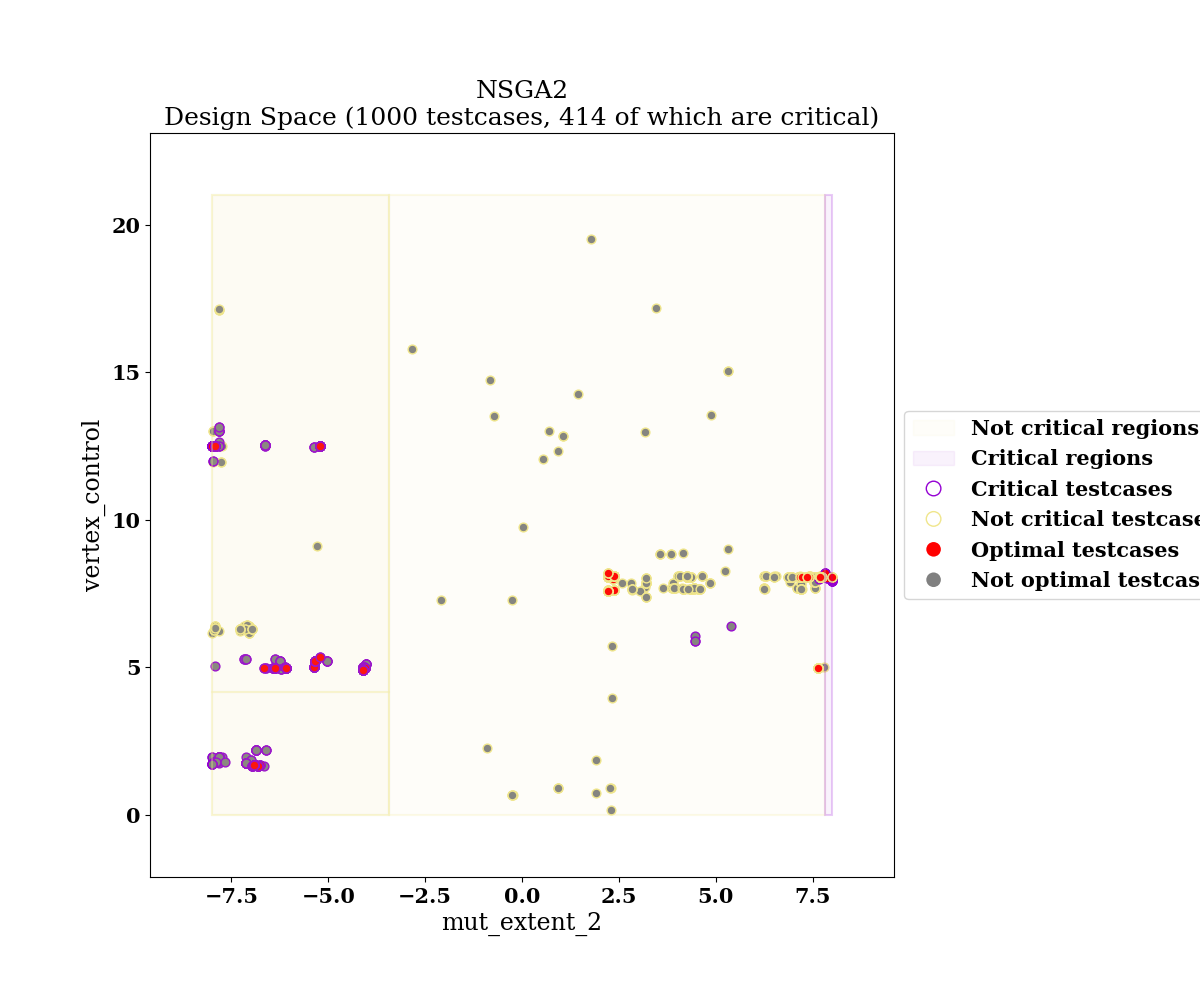 NSGA2
Design Space (1000 testcases, 414 of which are critical)
vertex_control
20
15
10
5
0
−7.5 −5.0 −2.5 0.0 2.5 5.0 7.5
mut_extent_2
Not critical regions
Critical regions
Critical testcases
Not critical testcase
Optimal testcases
Not optimal testcas